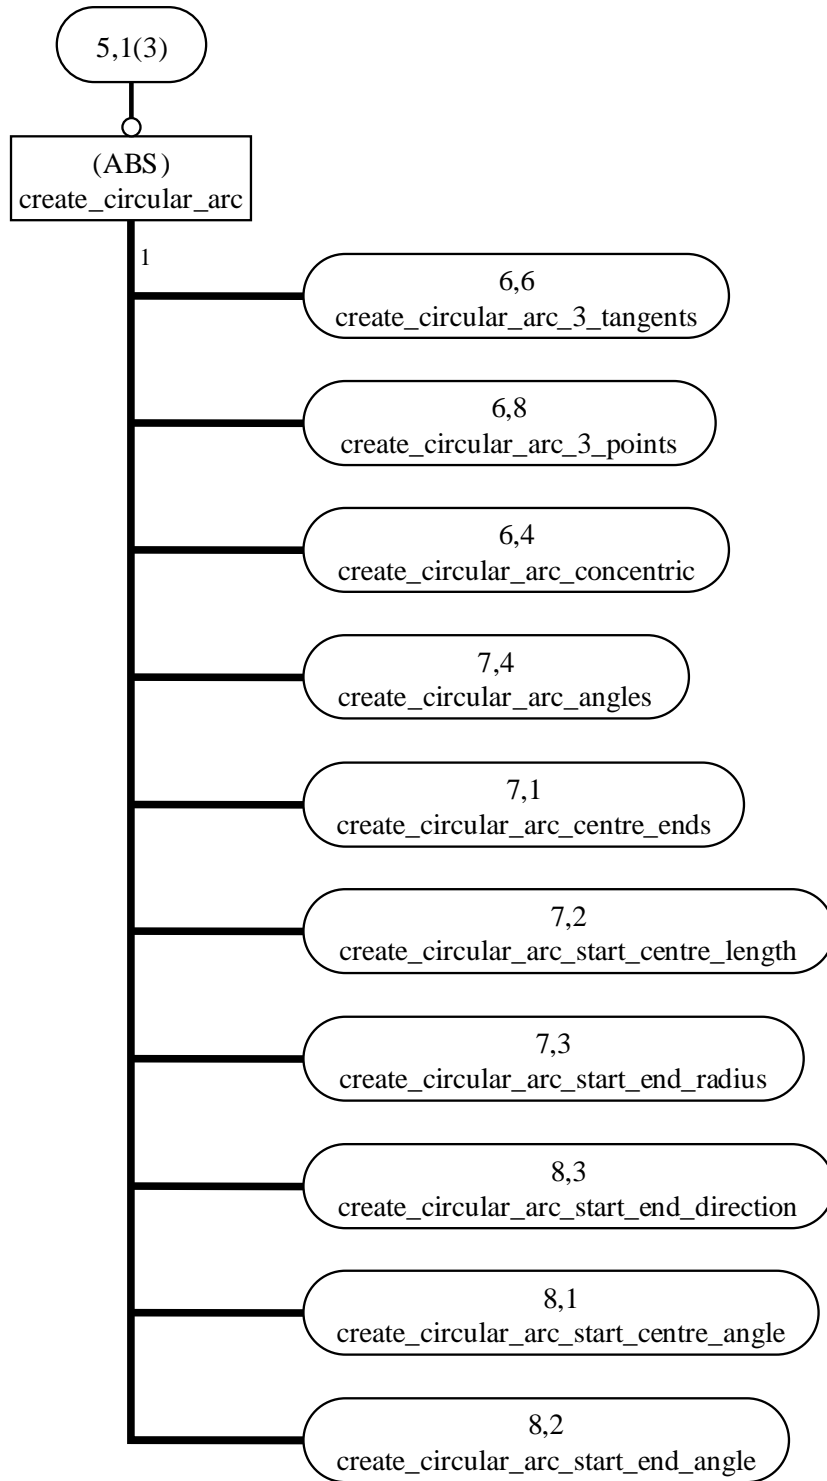 5,1(3)
(ABS)
create_circular_arc
1
6,6
create_circular_arc_3_tangents
6,8
create_circular_arc_3_points
6,4
create_circular_arc_concentric
7,4
create_circular_arc_angles
7,1
create_circular_arc_centre_ends
7,2
create_circular_arc_start_centre_length
7,3
create_circular_arc_start_end_radius
8,3
create_circular_arc_start_end_direction
8,1
create_circular_arc_start_centre_angle
8,2
create_circular_arc_start_end_angle